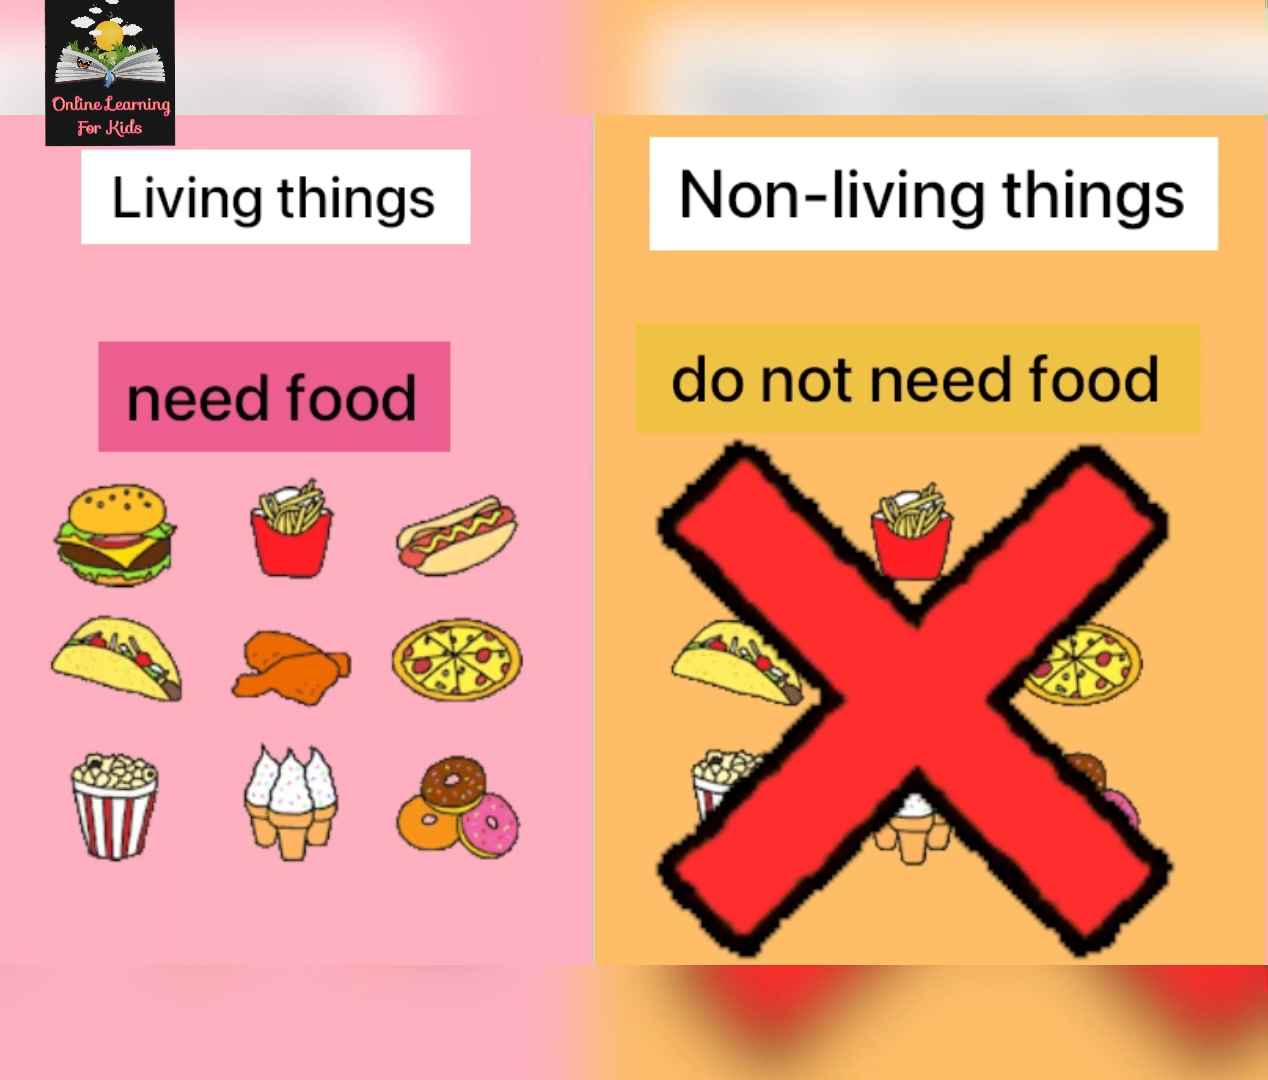 Online Learning
For Kids
Living things
Non-living things
need food
do not need food